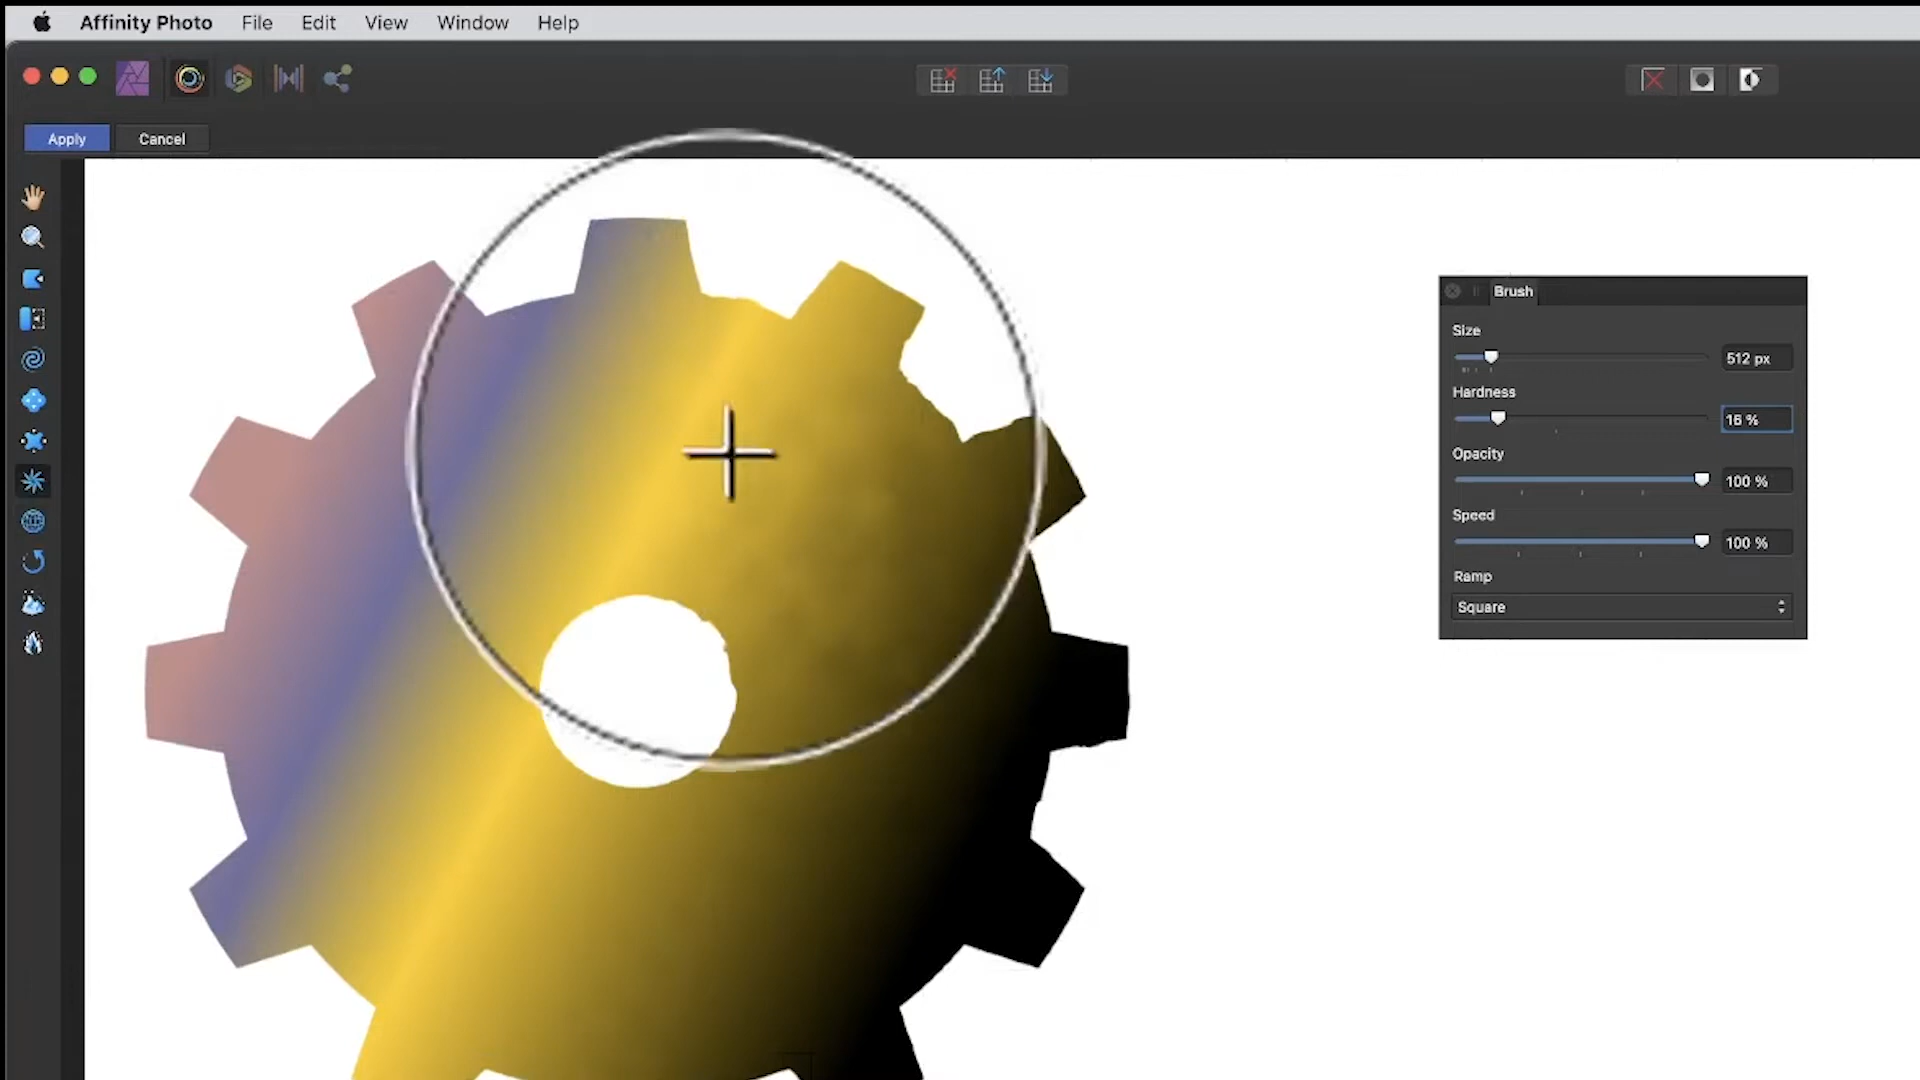 Affinity Photo File Edit View Window Help
Apply Cancel
Brush
Size
512 px
Hardness
16 %
Opacity
100 %
Speed
100 %
Ramp
Square